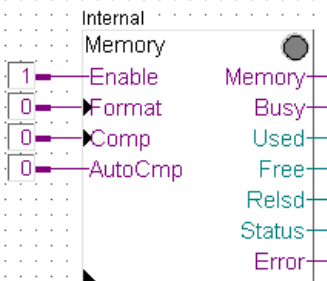 Internal
Memory
1 Enable Memory
0 Format Busy
0 Comp Used
0 AutoCmp Free
Relsd
Status
Error